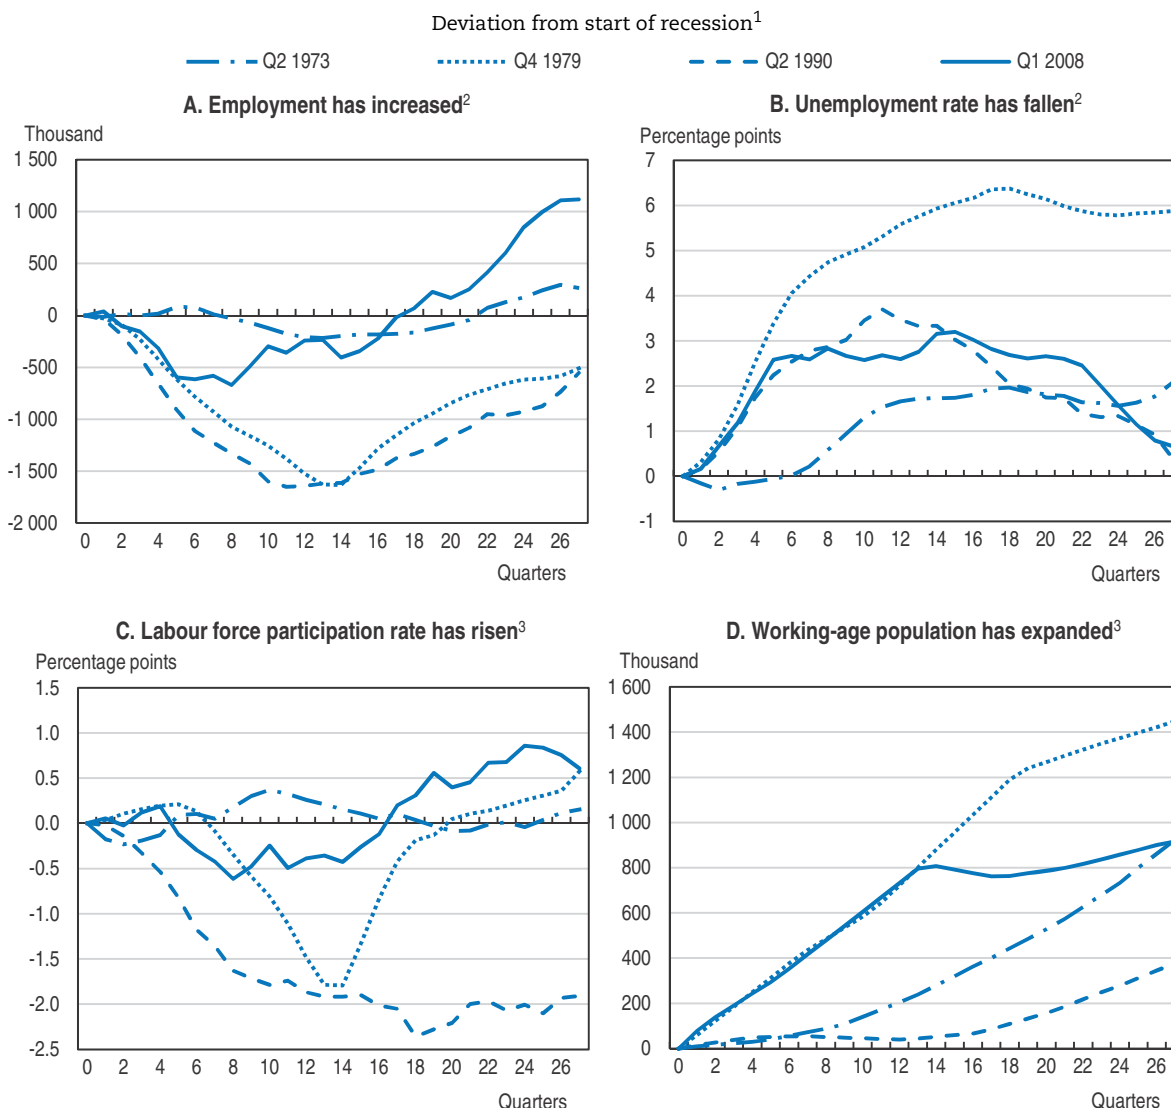 Deviation from start of recession1
Q2 1973 Q4 1979 Q2 1990 Q1 2008
A. Employment has increased2
Thousand
1 500
1 000
500
0
-500
-1 000
-1 500
-2 000
0 2 4 6 8 10 12 14 16 18 20 22 24 26
Quarters
B. Unemployment rate has fallen2
Percentage points
7
6
5
4
3
2
1
0
-1
0 2 4 6 8 10 12 14 16 18 20 22 24 26
Quarters
C. Labour force participation rate has risen3
Percentage points
1.5
1.0
0.5
0.0
-0.5
-1.0
-1.5
-2.0
-2.5
0 2 4 6 8 10 12 14 16 18 20 22 24 26
Quarters
D. Working-age population has expanded3
Thousand
1 600
1 400
1 200
1 000
800
600
400
200
0
0 2 4 6 8 10 12 14 16 18 20 22 24 26
Quarters